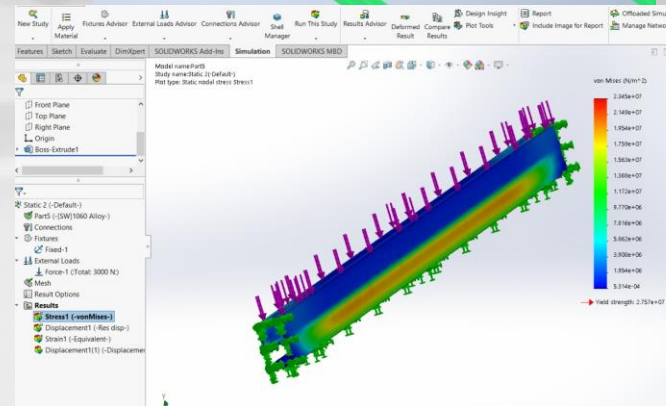 New Study
Apply Material
Fixtures Advisor
External Loads Advisor
Connections Advisor
Shell Manager
Run This Study
Results Advisor
Deformed Result
Compare Results
Design Insight
Plot Tools
Report
Include Image for Report
Offloaded Simu
Manage Networ
Features Sketch Evaluate DimXpert SOLIDWORKS Add-Ins Simulation SOLIDWORKS MBD
Front Plane
Top Plane
Right Plane
Origin
Boss-Extrude1
Static 2 (-Default-)
Part5 (-[SW]1060 Alloy-)
Connections
Fixtures
Fixed-1
External Loads
Force-1 (:Total: 3000 N:)
Mesh
Result Options
Results
Stress1 (-vonMises-)
Displacement1 (-Res disp-)
Strain1 (-Equivalent-)
Displacement1(1) (-Displacemen
Model name:Part5
Study name:Static 2(-Default-)
Plot type: Static nodal stress Stress1
von Mises (N/m^2)
2.345e+07
2.149e+07
1.954e+07
1.759e+07
1.563e+07
1.368e+07
1.172e+07
9.770e+06
7.816e+06
5.862e+06
3.908e+06
1.954e+06
5.314e-04
Yield strength: 2.757e+07
Y